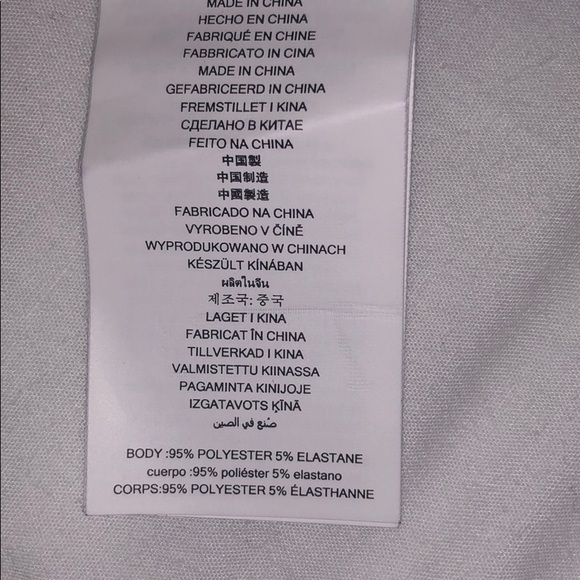 MADE IN CHINA
HECHO EN CHINA
FABRIQUÉ EN CHINE
FABBRICATO IN CINA
MADE IN CHINA
GEFABRICEERD IN CHINA
FREMSTILLET I KINA
СДЕЛАНО В КИТАЕ
FEITO NA CHINA
中国製
中国制造
中國製造
FABRICADO NA CHINA
VYROBENO V ČÍNĚ
WYPRODUKOWANO W CHINACH
KÉSZÜLT KÍNÁBAN
ผลิตในจีน
제조국: 중국
LAGET I KINA
FABRICAT ÎN CHINA
TILLVERKAD I KINA
VALMISTETTU KIINASSA
PAGAMINTA KINIJOJE
IZGATAVOTS ĶĪNĀ
صُنع في الصين
BODY :95% POLYESTER 5% ELASTANE
cuerpo :95% poliéster 5% elastano
CORPS:95% POLYESTER 5% ÉLASTHANNE